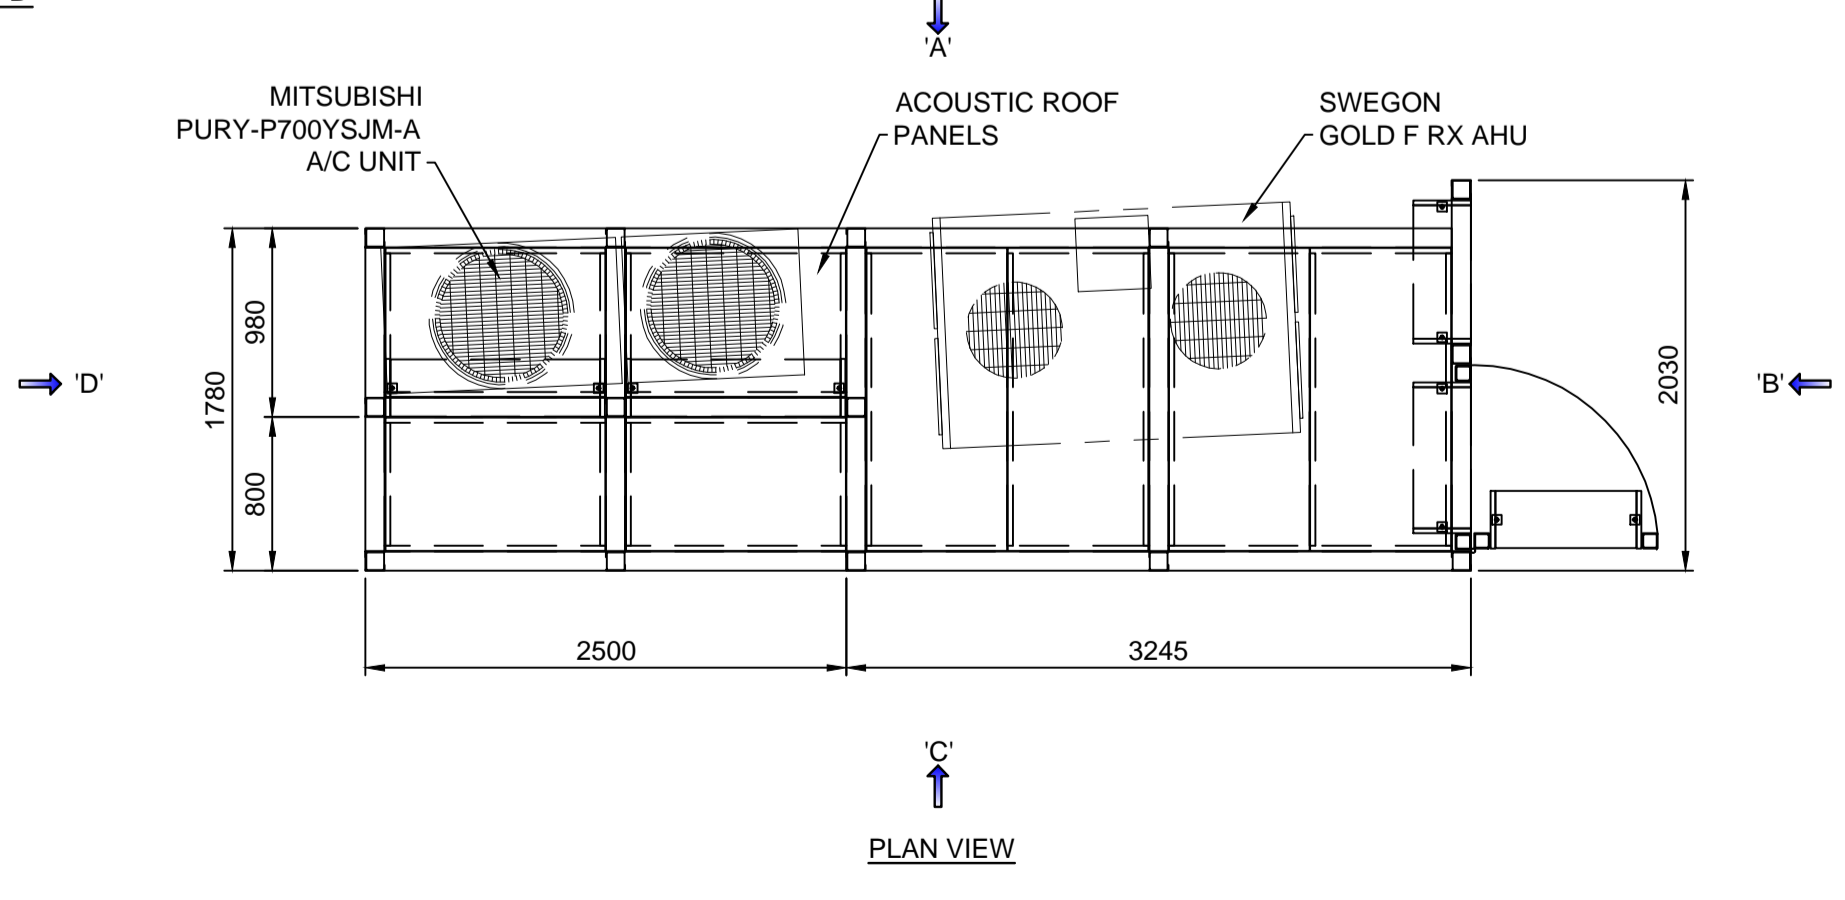 'A'
MITSUBISHI
PURY-P700YSJM-A
A/C UNIT
ACOUSTIC ROOF
PANELS
SWEGON
GOLD F RX AHU
980
1780
800
2030
'D'
'B'
2500
3245
'C'
PLAN VIEW